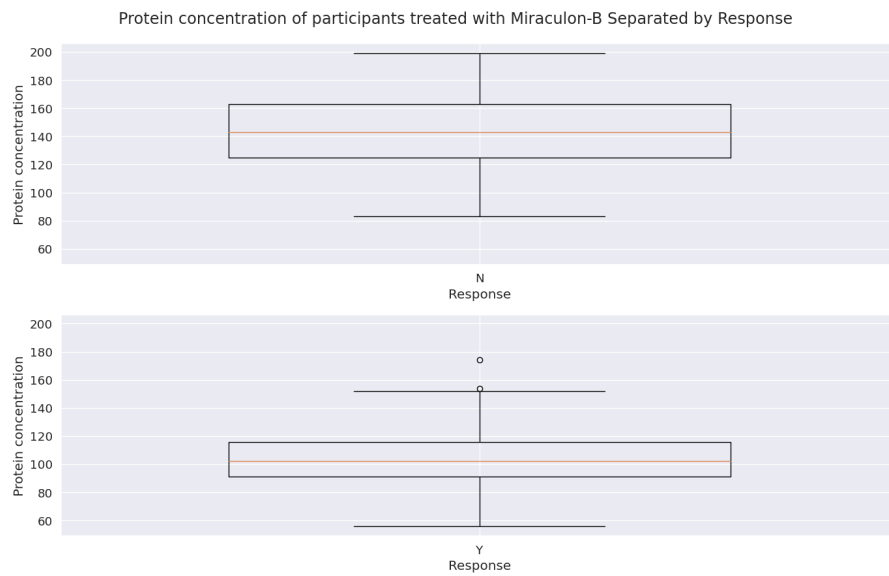 Protein concentration of participants treated with Miraculon-B Separated by Response
Protein concentration
200
180
160
140
120
100
80
60
N
Response
Protein concentration
200
180
160
140
120
100
80
60
Y
Response